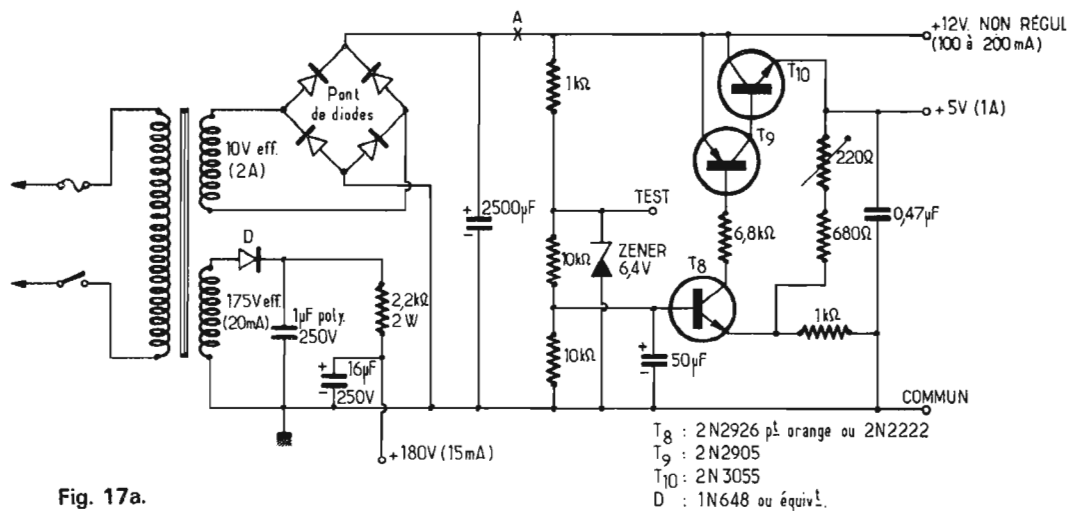 A
+12V. NON RÉGUL
(100 à 200mA)
1kΩ
T10
Pont
de diodes
+5V (1A)
T9
10V eff.
(2A)
220Ω
TEST
+
2500µF
-
0,47µF
6,8kΩ
ZENER
6,4V
680Ω
D
10kΩ
T8
175V eff.
(20mA)
1µF poly.
250V
2,2kΩ
2 W
1kΩ
+
16µF
-
250V
10kΩ
+
50µF
-
COMMUN
+180V (15mA)
T8 : 2N2926 pt orange ou 2N2222
T9 : 2N2905
T10 : 2N3055
D : 1N648 ou équivt.
Fig. 17a.